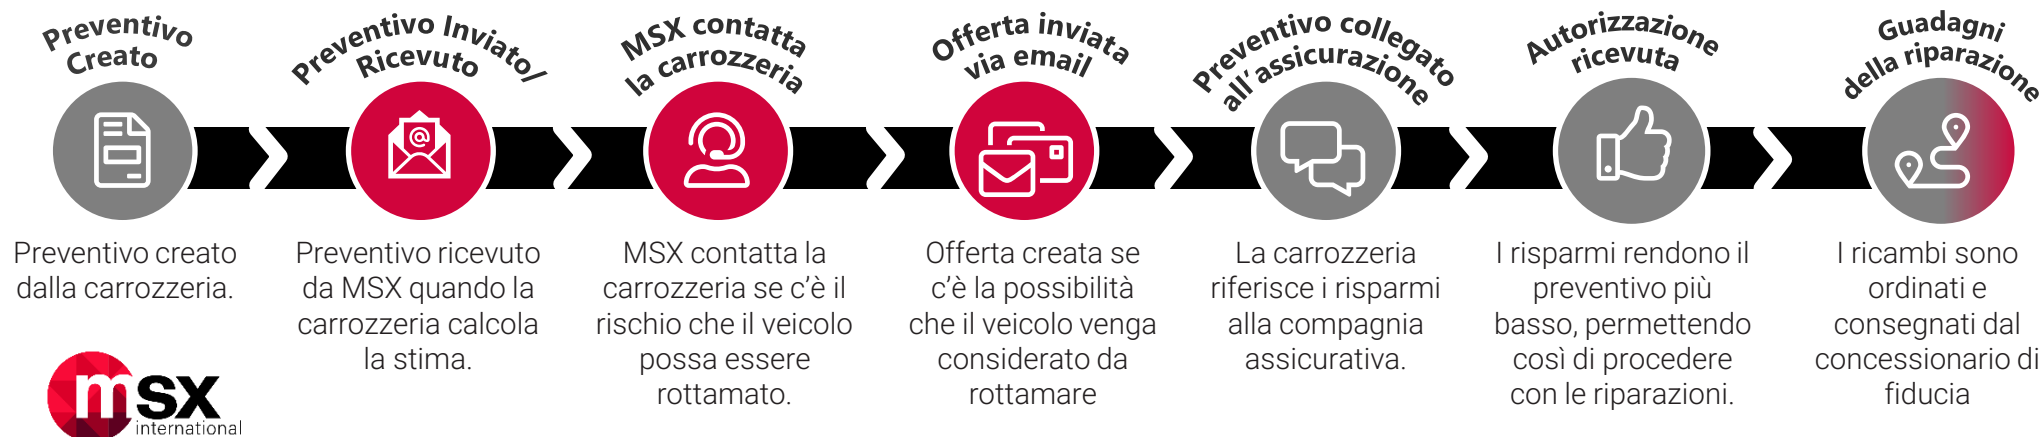 Preventivo
Creato
Preventivo Inviato/
Ricevuto
MSX contatta
la carrozzeria
Offerta inviata
via email
Preventivo collegato
all'assicurazione
Autorizzazione
ricevuta
Guadagni
della riparazione
@
Preventivo creato
dalla carrozzeria.
Preventivo ricevuto
da MSX quando la
carrozzeria calcola
la stima.
MSX contatta la
carrozzeria se c’è il
rischio che il veicolo
possa essere
rottamato.
Offerta creata se
c’è la possibilità
che il veicolo venga
considerato da
rottamare
La carrozzeria
riferisce i risparmi
alla compagnia
assicurativa.
I risparmi rendono il
preventivo più
basso, permettendo
così di procedere
con le riparazioni.
I ricambi sono
ordinati e
consegnati dal
concessionario di
fiducia
msx
international